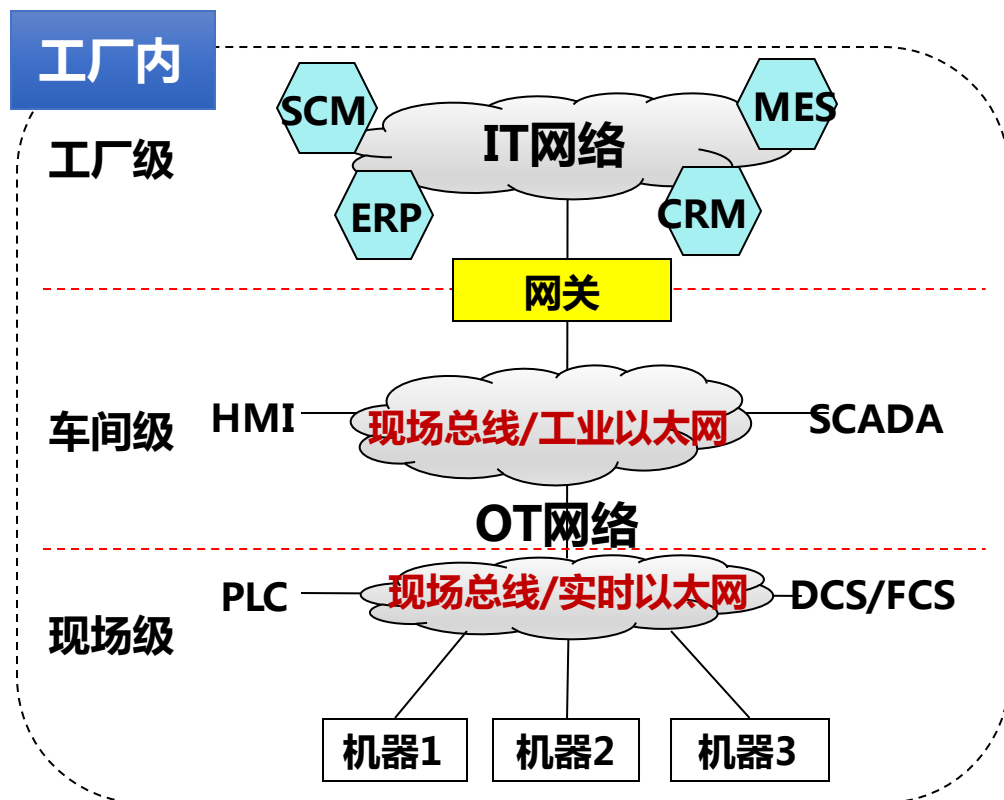 工厂内
SCM
MES
IT网络
工厂级
ERP
CRM
网关
HMI
现场总线/工业以太网
SCADA
车间级
OT网络
PLC
现场总线/实时以太网
DCS/FCS
现场级
机器1
机器2
机器3